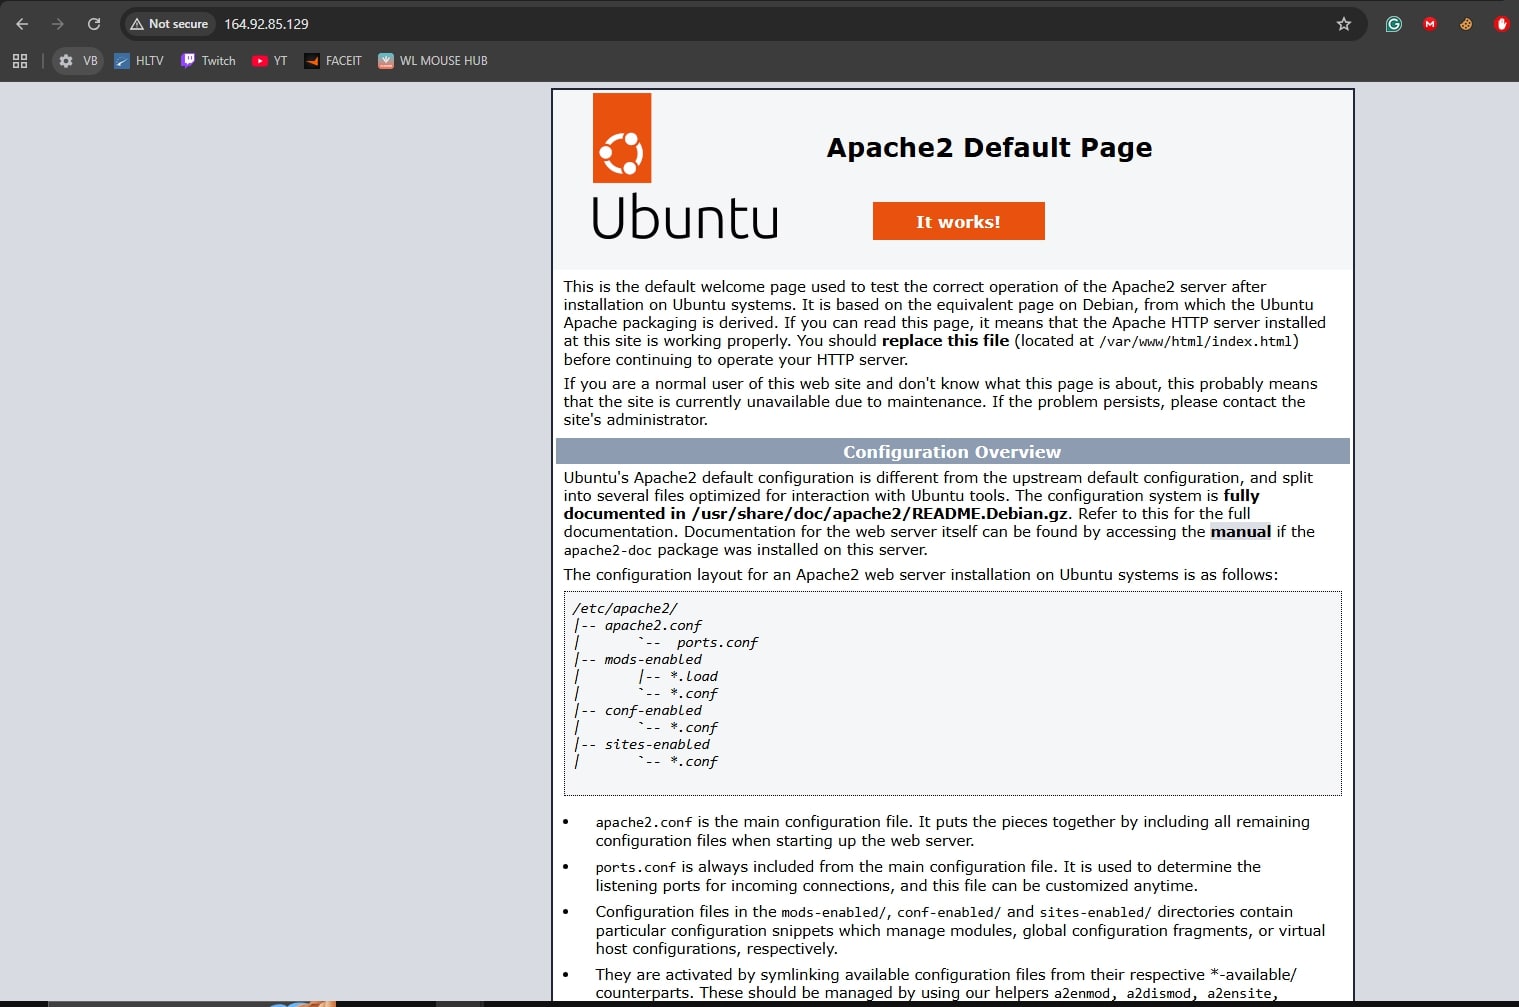 Not secure 164.92.85.129
VB HLTV Twitch YT FACEIT WL MOUSE HUB
Ubuntu
Apache2 Default Page
It works!
This is the default welcome page used to test the correct operation of the Apache2 server after
installation on Ubuntu systems. It is based on the equivalent page on Debian, from which the Ubuntu
Apache packaging is derived. If you can read this page, it means that the Apache HTTP server installed
at this site is working properly. You should replace this file (located at /var/www/html/index.html)
before continuing to operate your HTTP server.
If you are a normal user of this web site and don't know what this page is about, this probably means
that the site is currently unavailable due to maintenance. If the problem persists, please contact the
site's administrator.
Configuration Overview
Ubuntu's Apache2 default configuration is different from the upstream default configuration, and split
into several files optimized for interaction with Ubuntu tools. The configuration system is fully
documented in /usr/share/doc/apache2/README.Debian.gz. Refer to this for the full
documentation. Documentation for the web server itself can be found by accessing the manual if the
apache2-doc package was installed on this server.
The configuration layout for an Apache2 web server installation on Ubuntu systems is as follows:
/etc/apache2/
|-- apache2.conf
|       `--  ports.conf
|-- mods-enabled
|       |-- *.load
|       `-- *.conf
|-- conf-enabled
|       `-- *.conf
|-- sites-enabled
|       `-- *.conf
• apache2.conf is the main configuration file. It puts the pieces together by including all remaining
configuration files when starting up the web server.
• ports.conf is always included from the main configuration file. It is used to determine the
listening ports for incoming connections, and this file can be customized anytime.
• Configuration files in the mods-enabled/, conf-enabled/ and sites-enabled/ directories contain
particular configuration snippets which manage modules, global configuration fragments, or virtual
host configurations, respectively.
• They are activated by symlinking available configuration files from their respective *-available/
counterparts. These should be managed by using our helpers a2enmod, a2dismod, a2ensite,